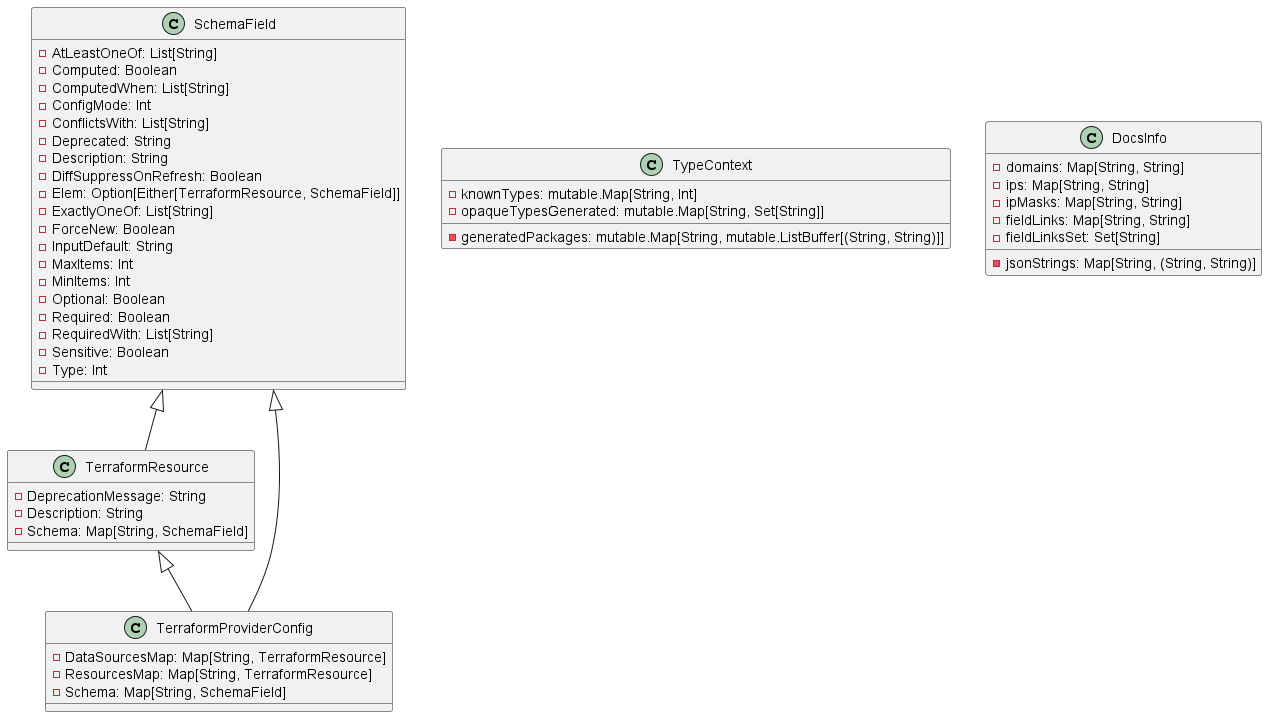 C SchemaField
AtLeastOneOf: List[String]
Computed: Boolean
ComputedWhen: List[String]
ConfigMode: Int
ConflictsWith: List[String]
Deprecated: String
Description: String
DiffSuppressOnRefresh: Boolean
Elem: Option[Either[TerraformResource, SchemaField]]
ExactlyOneOf: List[String]
ForceNew: Boolean
InputDefault: String
MaxItems: Int
MinItems: Int
Optional: Boolean
Required: Boolean
RequiredWith: List[String]
Sensitive: Boolean
Type: Int
C TypeContext
knownTypes: mutable.Map[String, Int]
opaqueTypesGenerated: mutable.Map[String, Set[String]]
generatedPackages: mutable.Map[String, mutable.ListBuffer[(String, String)]]
C DocsInfo
domains: Map[String, String]
ips: Map[String, String]
ipMasks: Map[String, String]
fieldLinks: Map[String, String]
fieldLinksSet: Set[String]
jsonStrings: Map[String, (String, String)]
C TerraformResource
DeprecationMessage: String
Description: String
Schema: Map[String, SchemaField]
C TerraformProviderConfig
DataSourcesMap: Map[String, TerraformResource]
ResourcesMap: Map[String, TerraformResource]
Schema: Map[String, SchemaField]